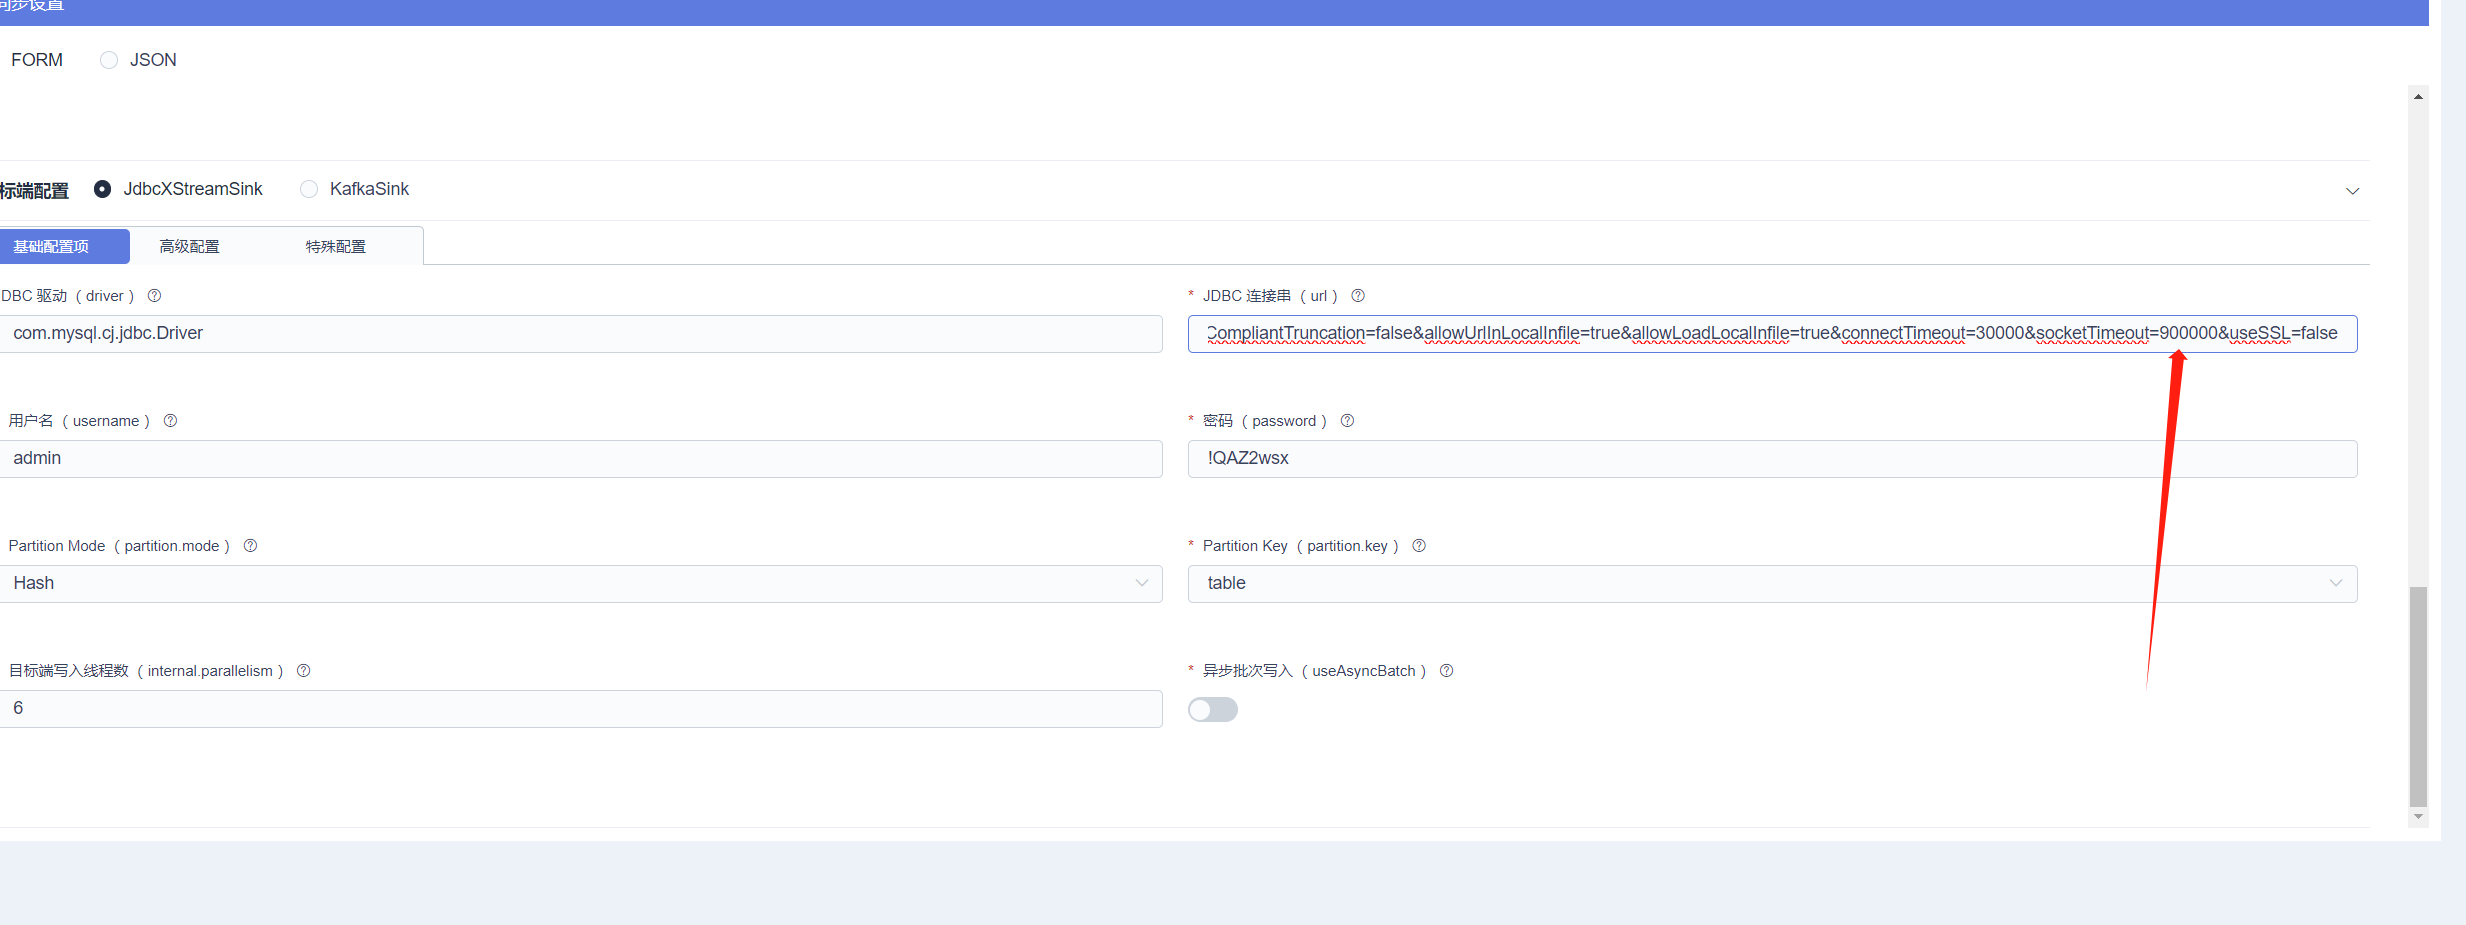 同步设置
FORM JSON
标端配置 JdbcXStreamSink KafkaSink
基础配置项 高级配置 特殊配置
DBC 驱动 ( driver ) * JDBC 连接串 ( url )
com.mysql.cj.jdbc.Driver CompliantTruncation=false&allowUrlInLocalInfile=true&allowLoadLocalInfile=true&connectTimeout=30000&socketTimeout=900000&useSSL=false
用户名 ( username ) * 密码 ( password )
admin !QAZ2wsx
Partition Mode ( partition.mode ) * Partition Key ( partition.key )
Hash table
目标端写入线程数 ( internal.parallelism ) * 异步批次写入 ( useAsyncBatch )
6